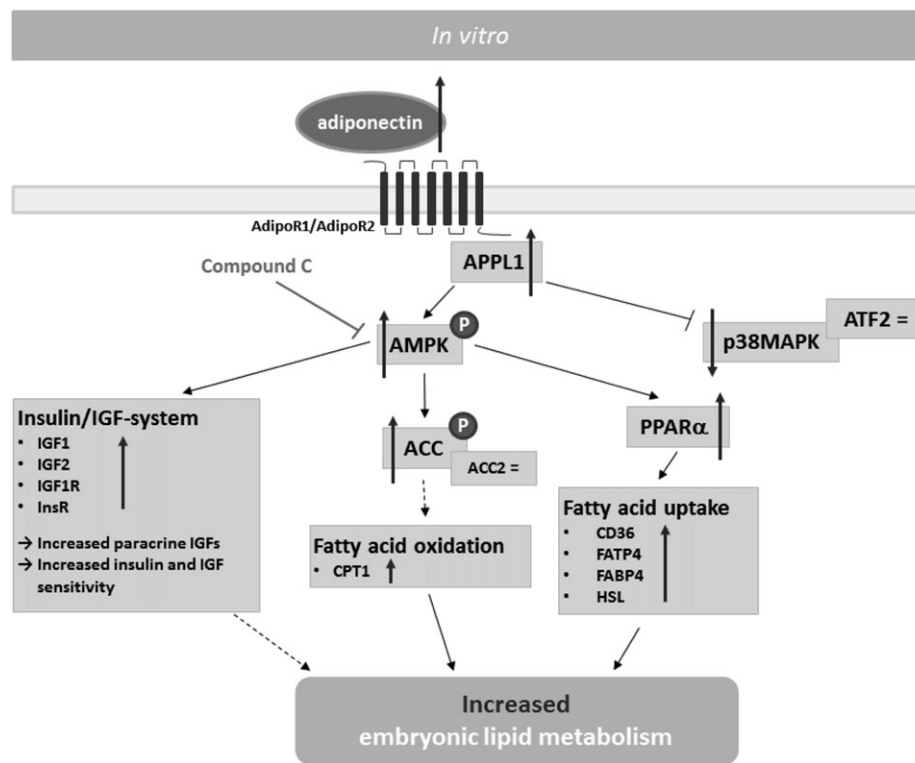 In vitro
adiponectin
AdipoR1/AdipoR2
APPL1
Compound C
P
AMPK
ATF2 =
p38MAPK
Insulin/IGF-system
• IGF1
• IGF2
• IGF1R
• InsR
→ Increased paracrine IGFs
→ Increased insulin and IGF
sensitivity
P
ACC
ACC2 =
PPARα
Fatty acid oxidation
• CPT1
Fatty acid uptake
• CD36
• FATP4
• FABP4
• HSL
Increased
embryonic lipid metabolism